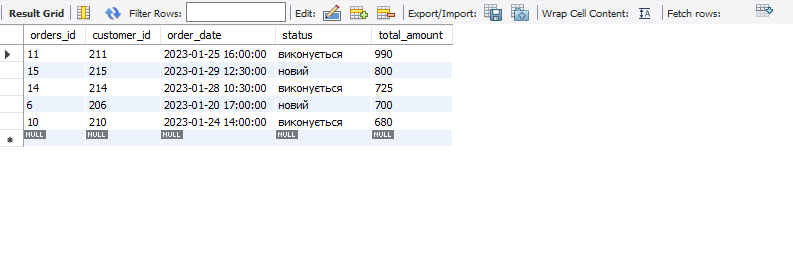 Result Grid Filter Rows: Edit: Export/Import: Wrap Cell Content: Fetch rows:
orders_id customer_id order_date status total_amount
11 211 2023-01-25 16:00:00 виконується 990
15 215 2023-01-29 12:30:00 новий 800
14 214 2023-01-28 10:30:00 виконується 725
6 206 2023-01-20 17:00:00 новий 700
10 210 2023-01-24 14:00:00 виконується 680
NULL NULL NULL NULL NULL